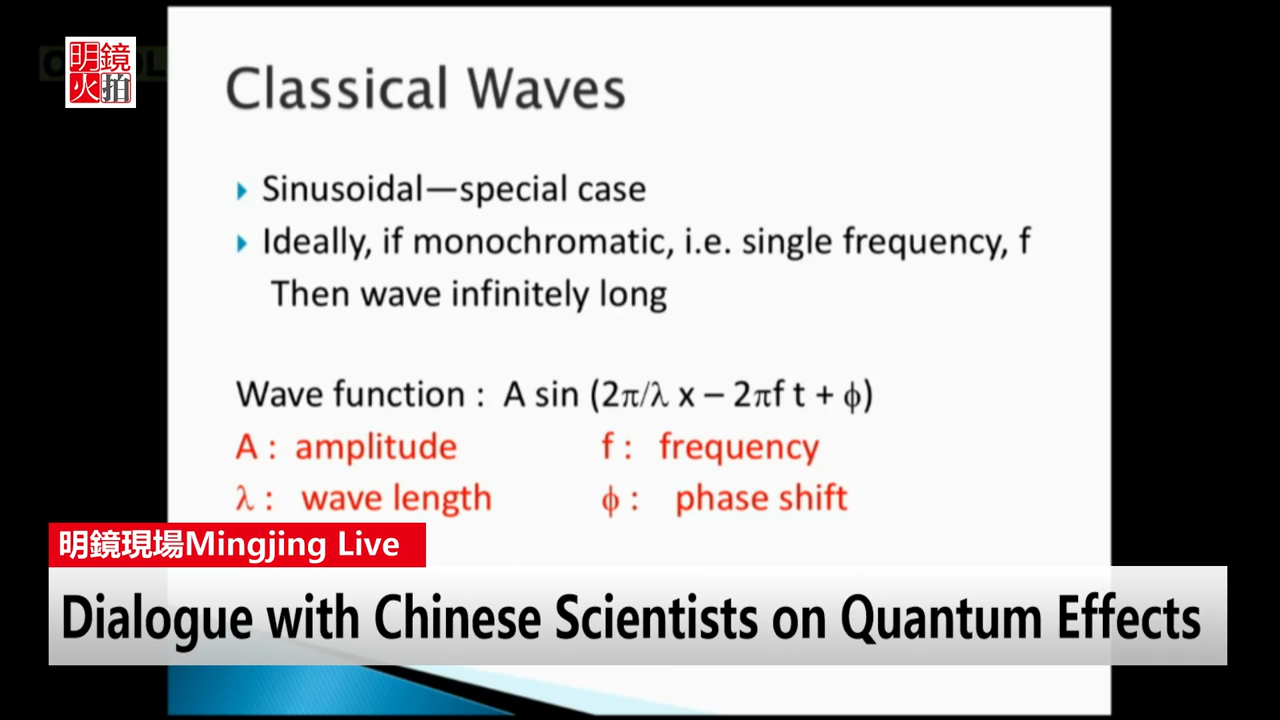 明鏡
火拍
Classical Waves
Sinusoidal—special case
Ideally, if monochromatic, i.e. single frequency, f
Then wave infinitely long
Wave function : A sin (2π/λ x – 2πf t + ϕ)
A : amplitude f : frequency
λ : wave length ϕ : phase shift
明鏡現場Mingjing Live
Dialogue with Chinese Scientists on Quantum Effects